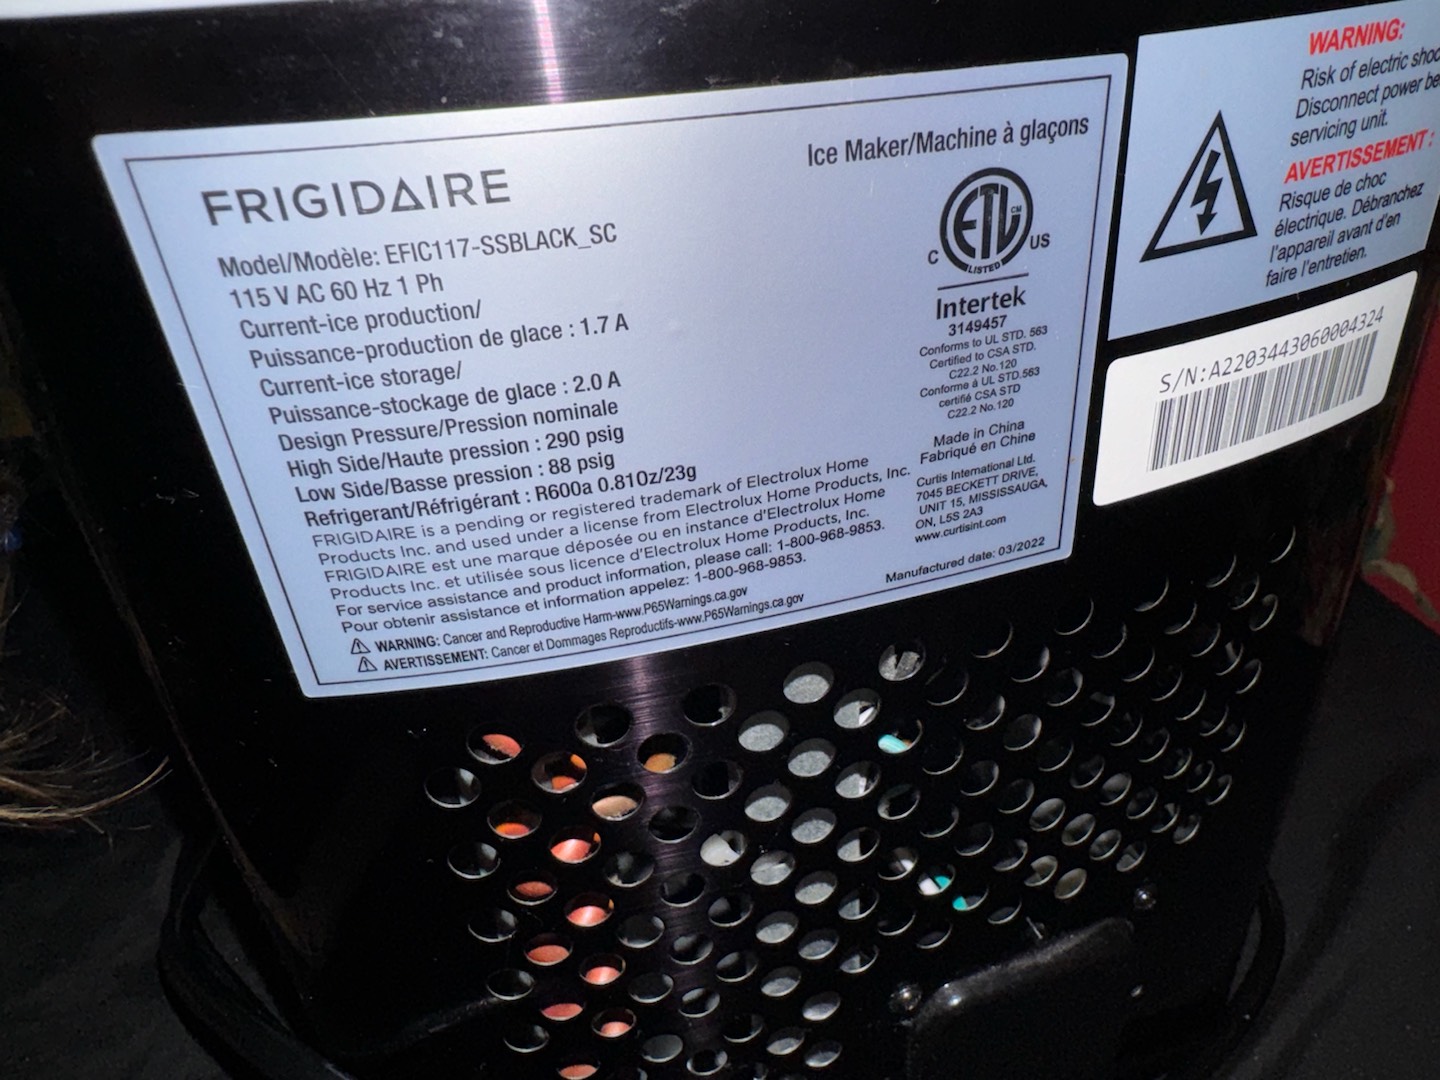 FRIGIDAIRE
Ice Maker/Machine à glaçons
Model/Modèle: EFIC117-SSBLACK_SC
115 V AC 60 Hz 1 Ph
Current-ice production/
Puissance-production de glace : 1.7 A
Current-ice storage/
Puissance-stockage de glace : 2.0 A
Design Pressure/Pression nominale
High Side/Haute pression : 290 psig
Low Side/Basse pression : 88 psig
Refrigerant/Réfrigérant : R600a 0.81Oz/23g
FRIGIDAIRE is a pending or registered trademark of Electrolux Home
Products Inc. and used under a license from Electrolux Home Products, Inc.
FRIGIDAIRE est une marque déposée ou en instance d'Electrolux Home
Products Inc. et utilisée sous licence d'Electrolux Home Products, Inc.
For service assistance and product information, please call: 1-800-968-9853.
Pour obtenir assistance et information appelez: 1-800-968-9853.
WARNING: Cancer and Reproductive Harm-www.P65Warnings.ca.gov
AVERTISSEMENT: Cancer et Dommages Reproductifs-www.P65Warnings.ca.gov
ETL CM
C US
LISTED
Intertek
3149457
Conforms to UL STD. 563
Certified to CSA STD.
C22.2 No.120
Conforme à UL STD.563
certifié CSA STD
C22.2 No.120
Made in China
Fabriqué en Chine
Curtis International Ltd.
7045 BECKETT DRIVE,
UNIT 15, MISSISSAUGA,
ON, L5S 2A3
www.curtisint.com
Manufactured date: 03/2022
WARNING:
Risk of electric shoc
Disconnect power be
servicing unit.
AVERTISSEMENT :
Risque de choc
électrique. Débranchez
l'appareil avant d'en
faire l'entretien.
S/N:A2203443060004324